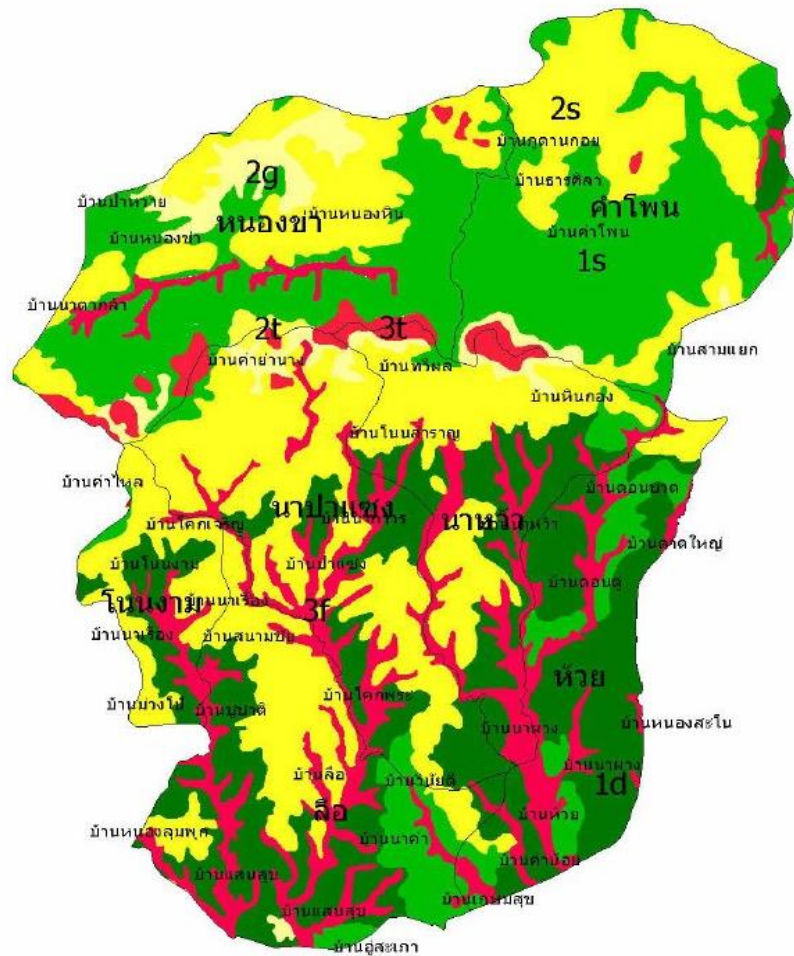 2s
บ้านภูดานกอย
2g
บ้านธารศิลา
บ้านป่าหวาย
บ้านหนองหิน
คำโพน
หนองข่า
บ้านคำโพน
บ้านหนองข่า
1s
บ้านนาตากล้า
2t
3t
บ้านสามแยก
บ้านคำย่านาง
บ้านทวีผล
บ้านหินกอง
บ้านโนนสำราญ
บ้านคำไหล
บ้านดอนขาด
นาป่าแซง
นาหว้า
บ้านโคกเจริญ
บ้านตาดใหญ่
บ้านโนนงาม
บ้านป่าแซง
บ้านดอนดู่
โนนงาม
บ้านนาเรือง
3f
บ้านนาเรือง
บ้านสนามชัย
ห้วย
บ้านโคกพระ
บ้านม่วงโป้
บ้านบูชาติ
บ้านหนองสะโน
บ้านนาผาง
บ้านนาผาง
บ้านลือ
บ้านวินัยดี
1d
ลือ
บ้านห้วย
บ้านหนองลุมพุก
บ้านนาคำ
บ้านคำน้อย
บ้านแสนสุข
บ้านเกษมสุข
บ้านแสนสุข
บ้านอู่สะเภา